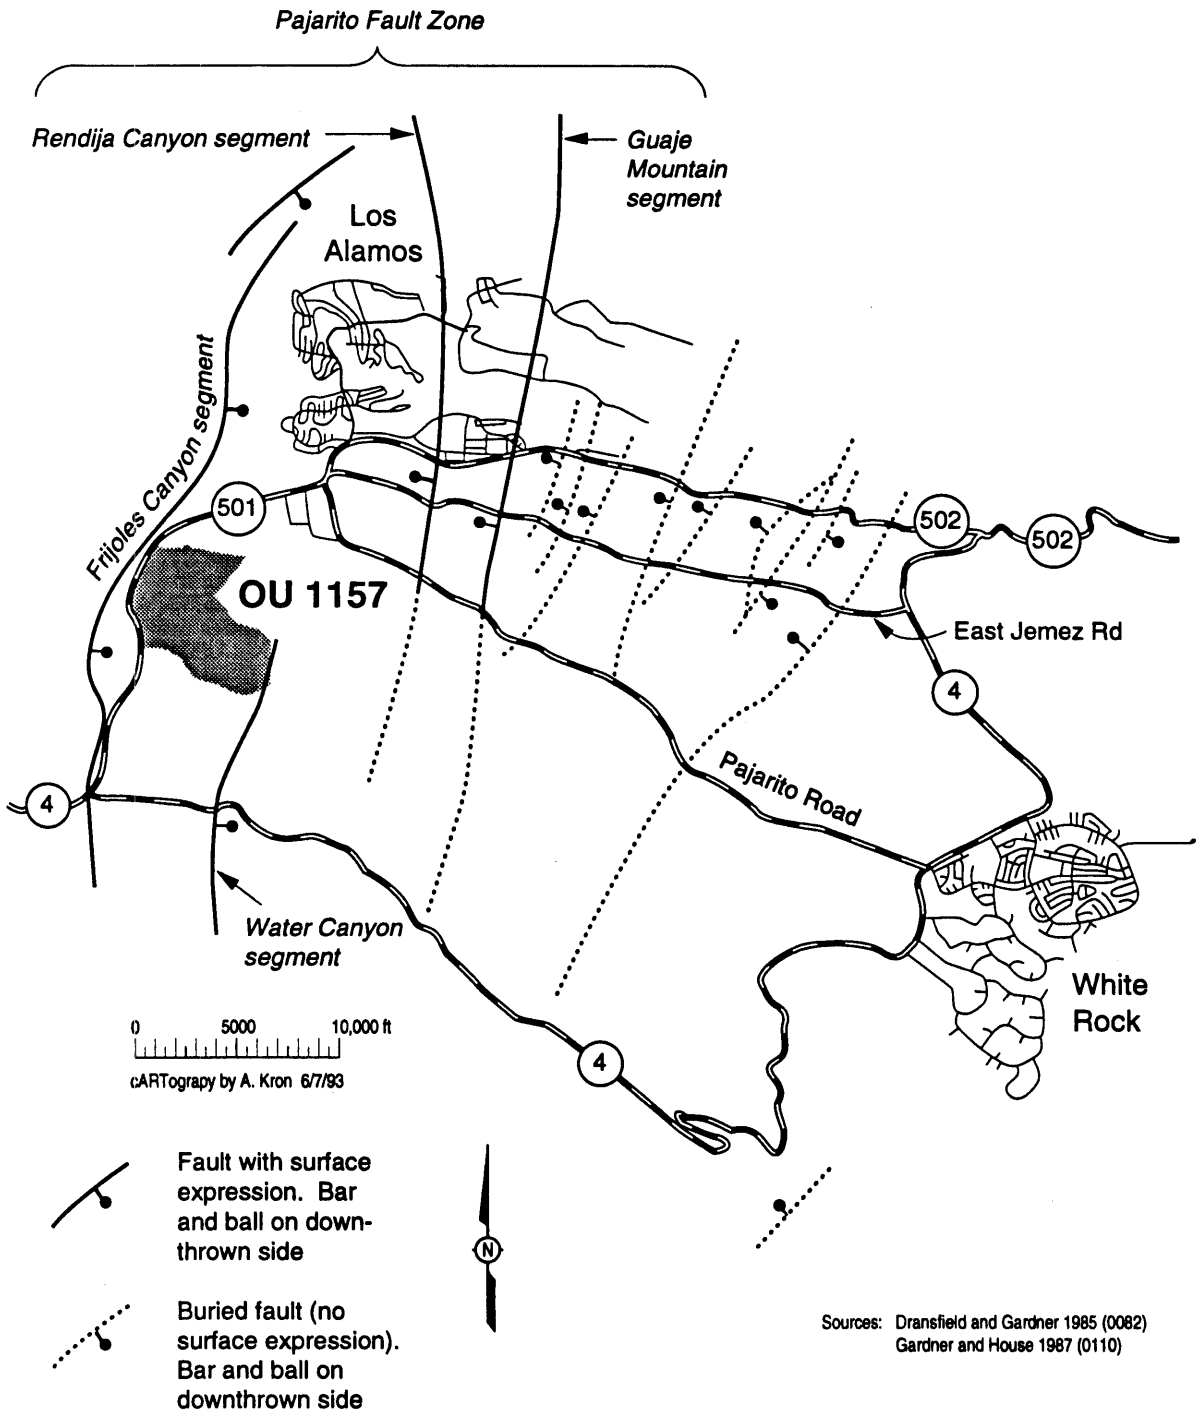 Pajarito Fault Zone
Rendija Canyon segment
Guaje
Mountain
segment
Los
Alamos
Frijoles Canyon segment
501
502
502
OU 1157
East Jemez Rd
4
4
Pajarito Road
Water Canyon
segment
White
Rock
0 5000 10,000 ft
cARTograpy by A. Kron 6/7/93
4
Fault with surface
expression. Bar
and ball on down-
thrown side
N
Buried fault (no
surface expression).
Bar and ball on
downthrown side
Sources: Dransfield and Gardner 1985 (0082)
Gardner and House 1987 (0110)